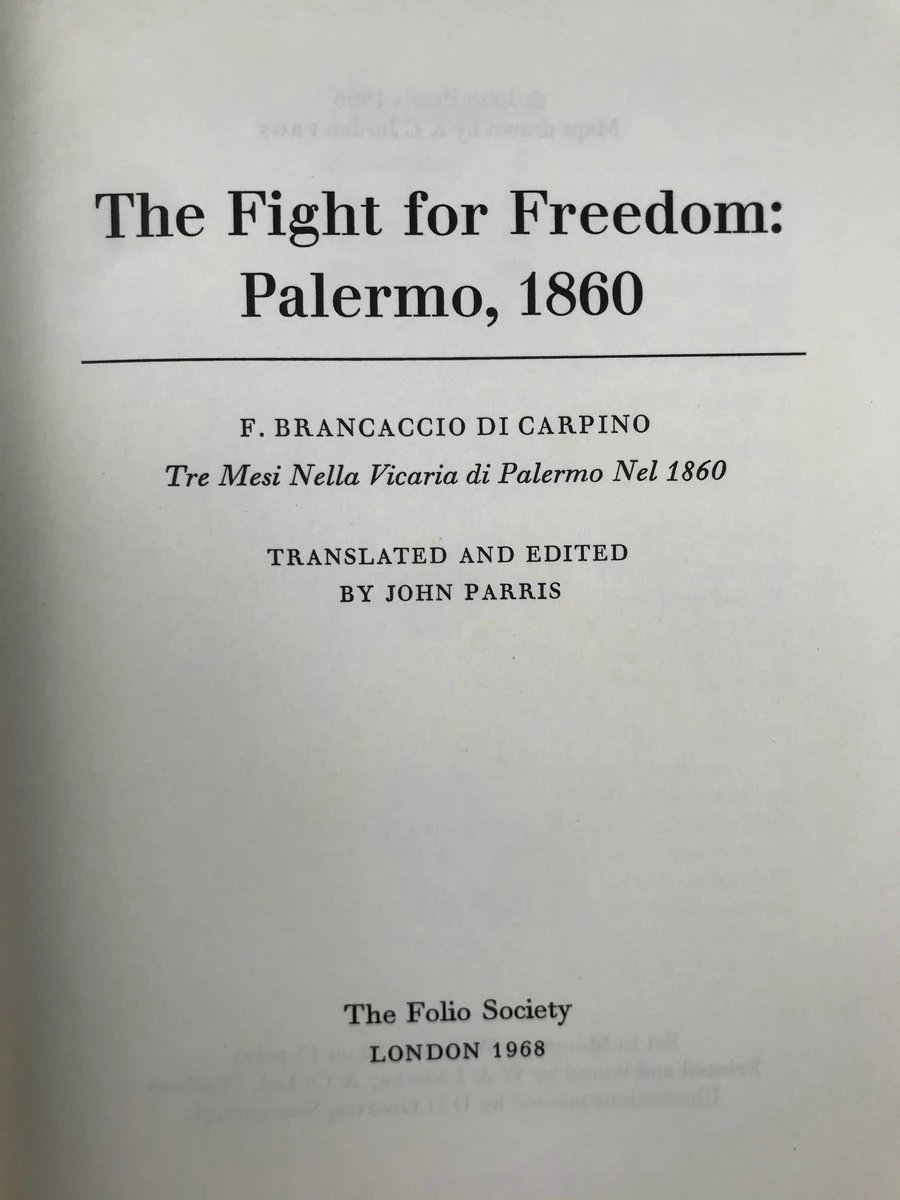 The Fight for Freedom:
Palermo, 1860
F. BRANCACCIO DI CARPINO
Tre Mesi Nella Vicaria di Palermo Nel 1860
TRANSLATED AND EDITED
BY JOHN PARRIS
The Folio Society
LONDON 1968